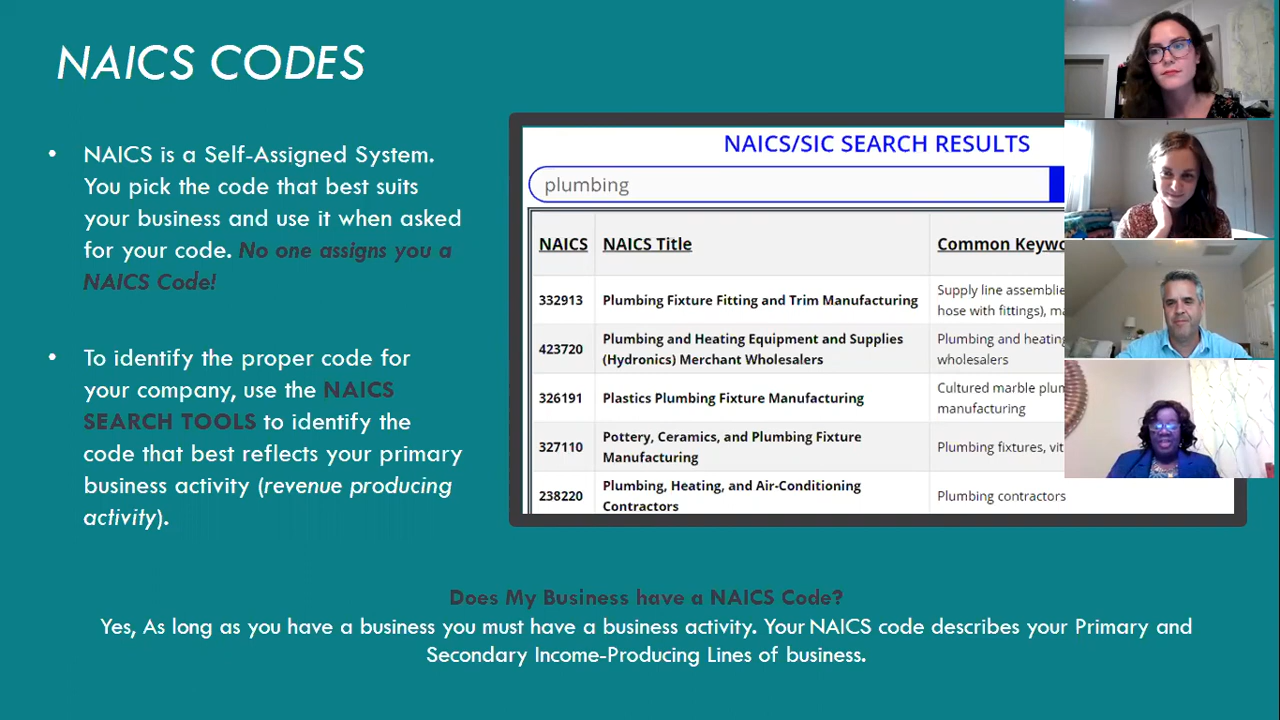 NAICS CODES
• NAICS is a Self-Assigned System.
You pick the code that best suits
your business and use it when asked
for your code. No one assigns you a
NAICS Code!
• To identify the proper code for
your company, use the NAICS
SEARCH TOOLS to identify the
code that best reflects your primary
business activity (revenue producing
activity).
NAICS/SIC SEARCH RESULTS
plumbing
NAICS NAICS Title Common
332913 Plumbing Fixture Fitting and Trim Manufacturing Supply line
hose with fittings),
423720 Plumbing and Heating Equipment and Supplies
(Hydronics) Merchant Wholesalers Plumbing and
wholesalers
326191 Plastics Plumbing Fixture Manufacturing Cultured marble
manufacturing
327110 Pottery, Ceramics, and Plumbing Fixture
Manufacturing Plumbing fixtures,
238220 Plumbing, Heating, and Air-Conditioning
Contractors Plumbing contractors
Does My Business have a NAICS Code?
Yes, As long as you have a business you must have a business activity. Your NAICS code describes your Primary and
Secondary Income-Producing Lines of business.